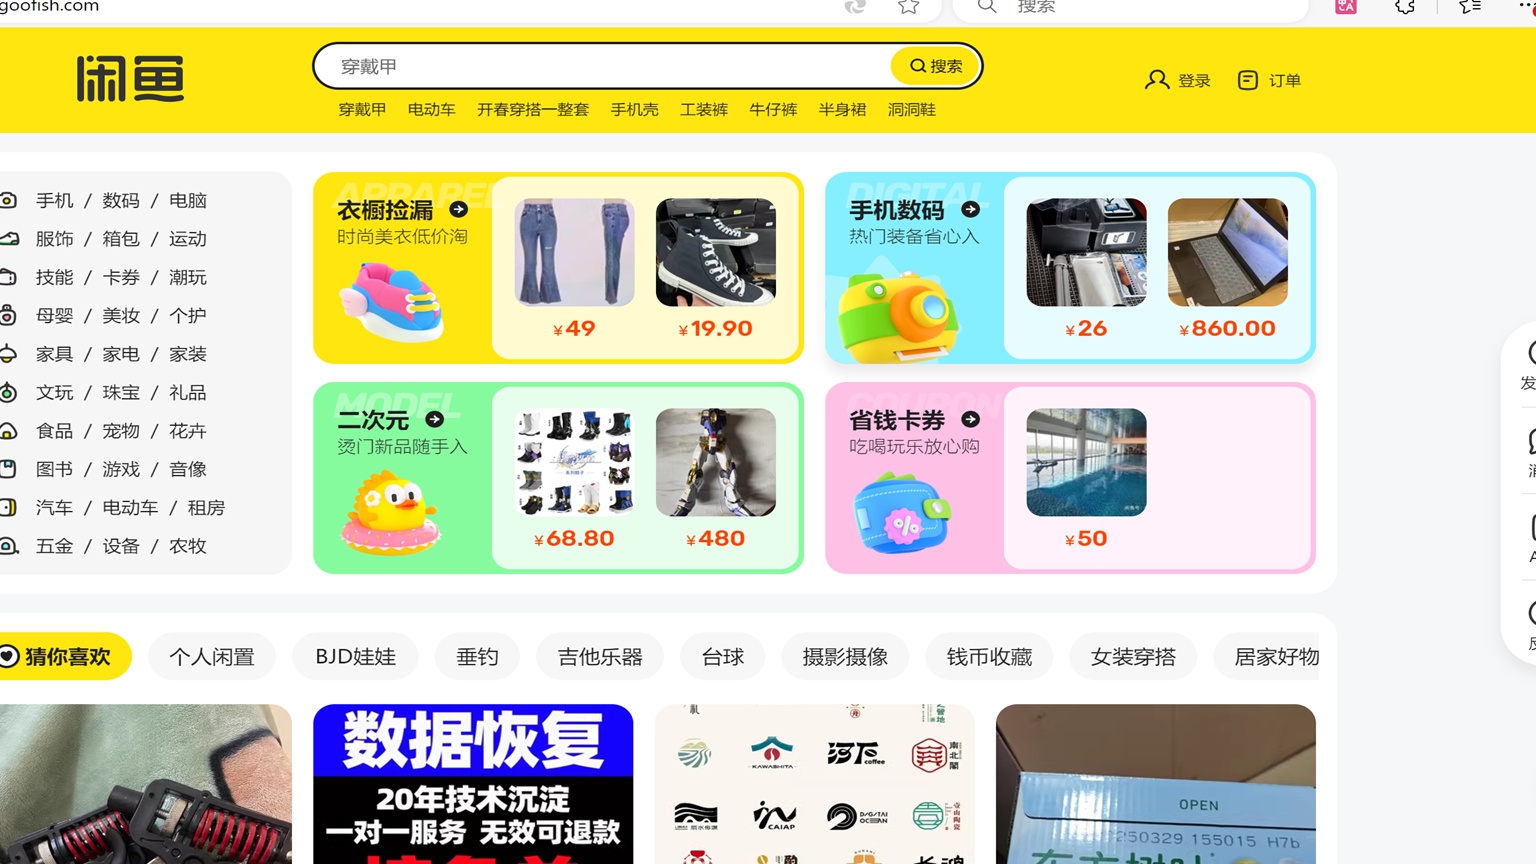 goofish.com
搜索
闲鱼
穿戴甲
搜索
登录
订单
穿戴甲 电动车 开春穿搭一整套 手机壳 工装裤 牛仔裤 半身裙 洞洞鞋
手机 / 数码 / 电脑
服饰 / 箱包 / 运动
技能 / 卡券 / 潮玩
母婴 / 美妆 / 个护
家具 / 家电 / 家装
文玩 / 珠宝 / 礼品
食品 / 宠物 / 花卉
图书 / 游戏 / 音像
汽车 / 电动车 / 租房
五金 / 设备 / 农牧
APPAREL
衣橱捡漏
时尚美衣低价淘
¥49
¥19.90
DIGITAL
手机数码
热门装备省心入
¥26
¥860.00
MODEL
二次元
烫门新品随手入
¥68.80
¥480
COUPON
省钱卡券
吃喝玩乐放心购
¥50
发
猜你喜欢
个人闲置
BJD娃娃
垂钓
吉他乐器
台球
摄影摄像
钱币收藏
女装穿搭
居家好物
数据恢复
20年技术沉淀
一对一服务 无效可退款
KAWASHITA
河下
coffee
南北阁
CAIAP
DIGITAL
OCEAN
OPEN
250329 155015 H7b
东方树叶